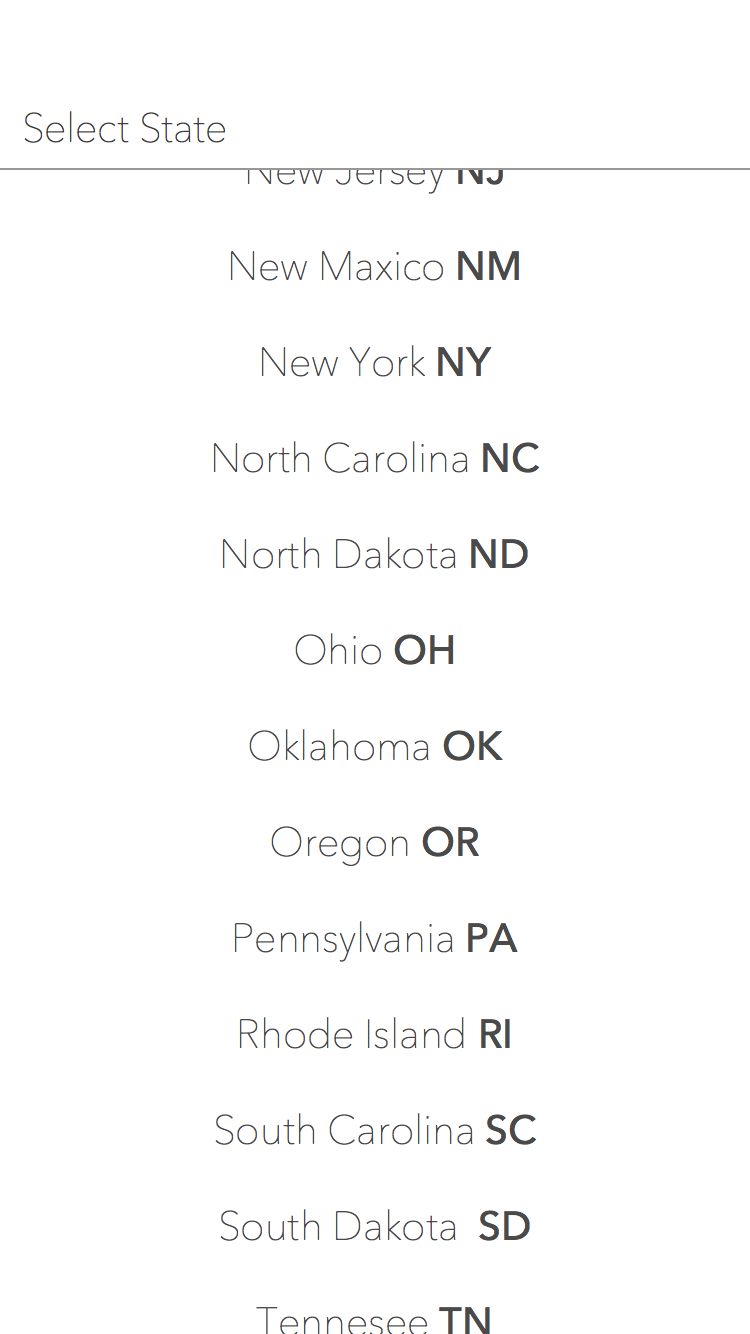 Select State
New Jersey NJ
New Maxico NM
New York NY
North Carolina NC
North Dakota ND
Ohio OH
Oklahoma OK
Oregon OR
Pennsylvania PA
Rhode Island RI
South Carolina SC
South Dakota SD
Tennesee TN